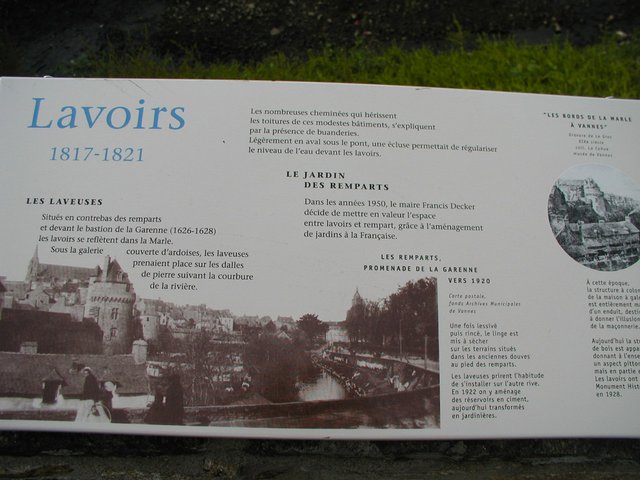 Lavoirs
1817-1821
LES LAVEUSES
Situés en contrebas des remparts
et devant le bastion de la Garenne (1626-1628)
les lavoirs se reflètent dans la Marle.
Sous la galerie couverte d'ardoises, les laveuses
prenaient place sur les dalles
de pierre suivant la courbure
de la rivière.
Les nombreuses cheminées qui hérissent
les toitures de ces modestes bâtiments, s'expliquent
par la présence de buanderies.
Légèrement en aval sous le pont, une écluse permettait de régulariser
le niveau de l'eau devant les lavoirs.
LE JARDIN
DES REMPARTS
Dans les années 1950, le maire Francis Decker
décide de mettre en valeur l'espace
entre lavoirs et rempart, grâce à l'aménagement
de jardins à la Française.
LES REMPARTS,
PROMENADE DE LA GARENNE
VERS 1920
Carte postale,
fonds Archives Municipales
de Vannes
Une fois lessivé
puis rincé, le linge est
mis à sécher
sur les terrains situés
dans les anciennes douves
au pied des remparts.
Les laveuses prirent l'habitude
de s'installer sur l'autre rive.
En 1922 on y aménage
des réservoirs en ciment,
aujourd'hui transformés
en jardinières.
"LES BORDS DE LA MARLE
À VANNES"
Gravure de Le Gros
XIXe siècle
Musée de Vannes
À cette époque,
la structure à colo
de la maison à
est entièrement
d'un enduit, desti
à donner l'illusion
de la maçonnerie.
Aujourd'hui la st
de bois est appa
donnant à l'ense
un aspect pittor
mais en partie
Les lavoirs ont
Monument Hist
en 1928.